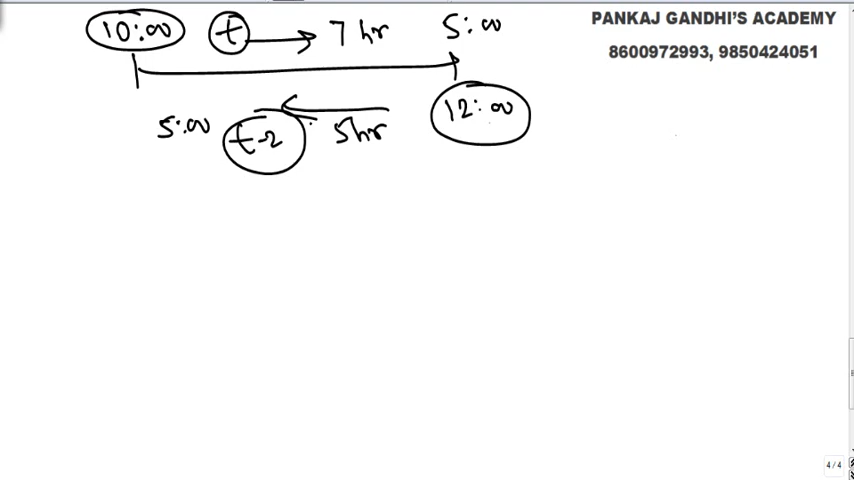 10:00 t 7 hr 5:00
5:00 t-2 5hr 12:00
PANKAJ GANDHI'S ACADEMY
8600972993, 9850424051
4 / 4